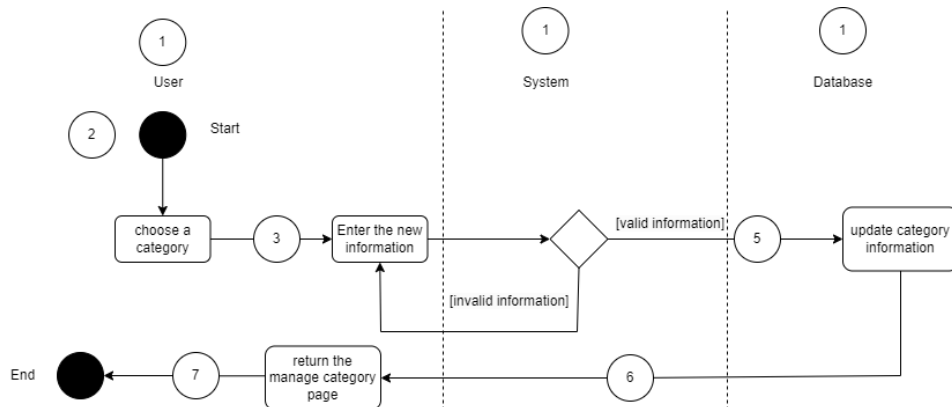 1
1
1
User
System
Database
2
Start
choose a
category
3
Enter the new
information
[valid information]
5
update category
information
[invalid information]
End
7
return the
manage category
page
6